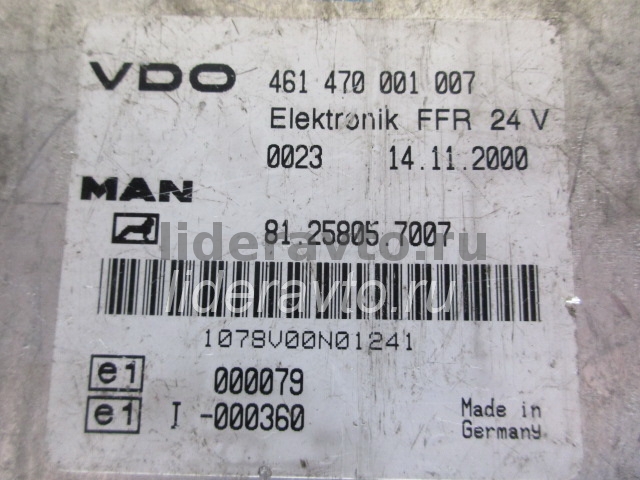 VDO 461 470 001 007
Elektronik FFR 24 V
0023 14.11.2000
MAN
81.25805.7007
lideravto.ru
lideravto.ru
1078V00N01241
e1 000079
e1 I -000360
Made in
Germany